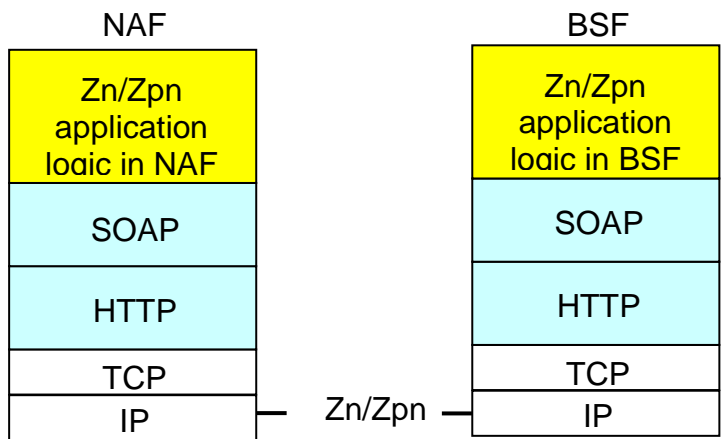 NAF
Zn/Zpn
application
logic in NAF
SOAP
HTTP
TCP
IP
Zn/Zpn
BSF
Zn/Zpn
application
logic in BSF
SOAP
HTTP
TCP
IP